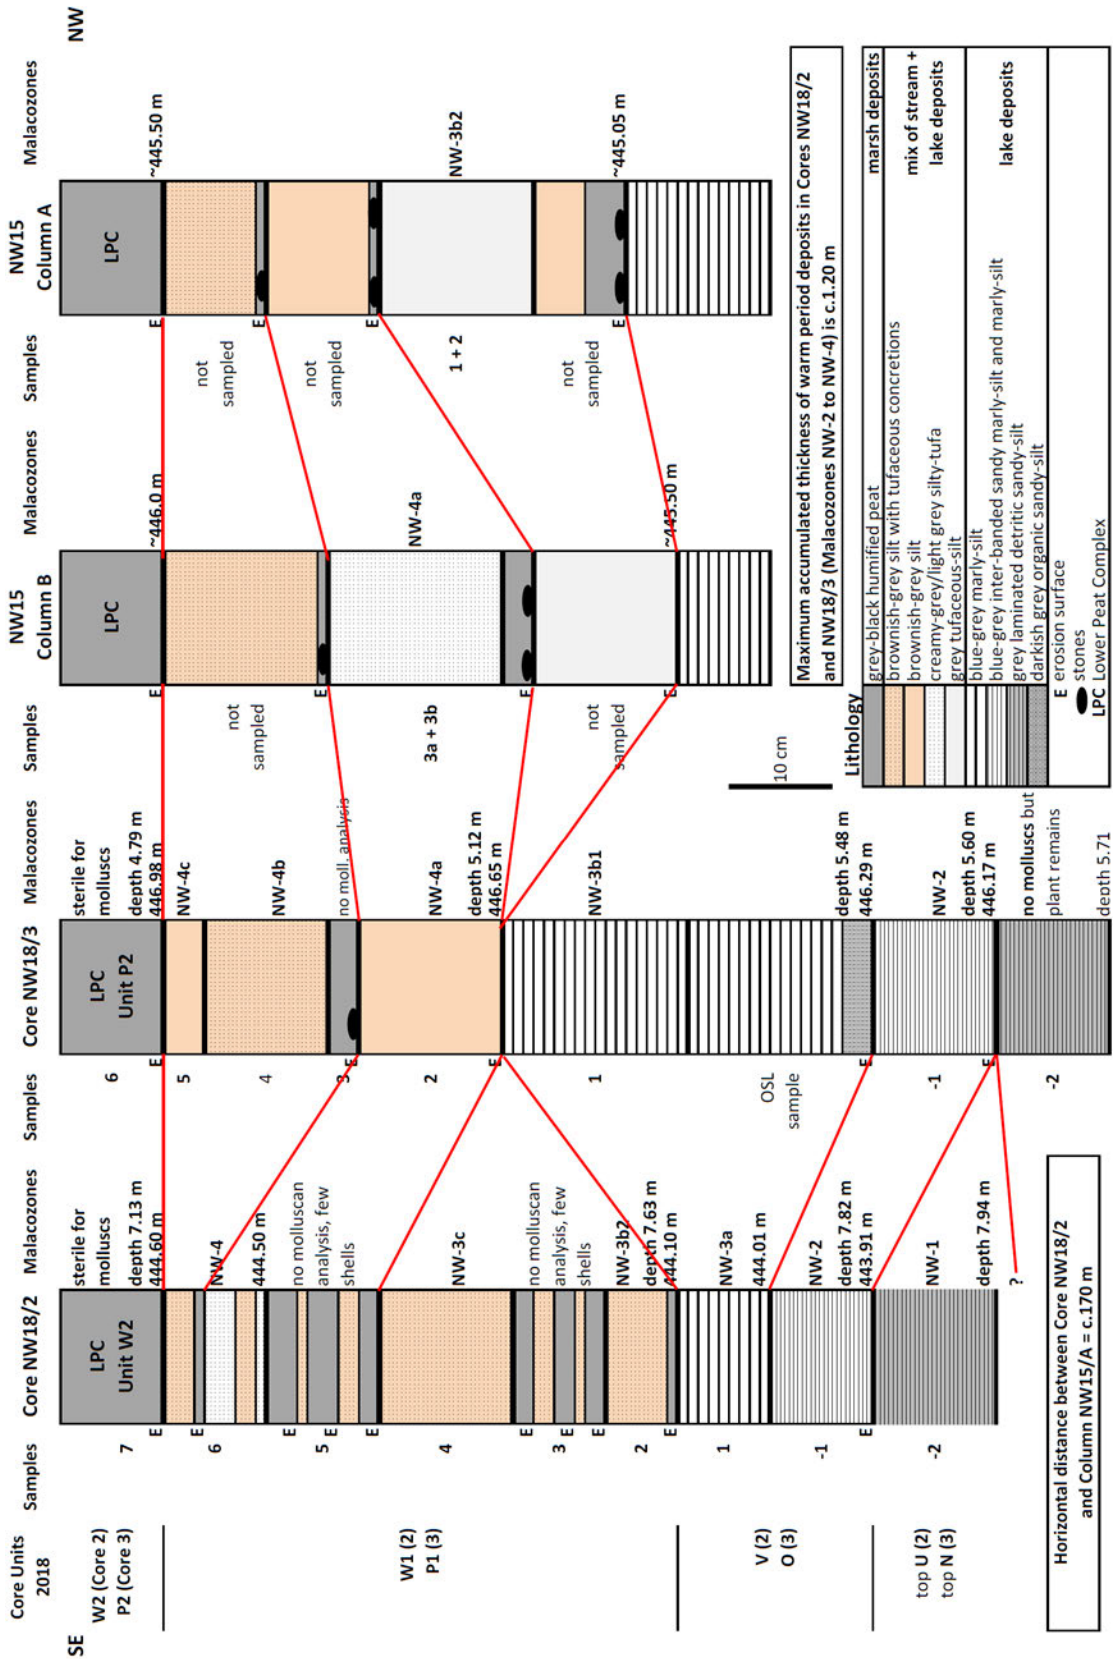 SE
NW
Core Units
2018
W2 (Core 2)
P2 (Core 3)
W1 (2)
P1 (3)
V (2)
O (3)
top U (2)
top N (3)
Samples
7
6
5
4
3
2
1
-1
-2
Core NW18/2
LPC
Unit W2
E
E
E
E
E
E
E
E
E
Malacozones
sterile for
molluscs
depth 7.13 m
444.60 m
NW-4
444.50 m
no molluscan
analysis, few
shells
NW-3c
no molluscan
analysis, few
shells
NW-3b2
depth 7.63 m
444.10 m
NW-3a
444.01 m
NW-2
depth 7.82 m
443.91 m
NW-1
depth 7.94 m
?
Samples
6
5
4
3
2
1
OSL
sample
-1
-2
Core NW18/3
LPC
Unit P2
E
E
E
E
E
Malacozones
sterile for
molluscs
depth 4.79 m
446.98 m
NW-4c
NW-4b
no moll. analysis
NW-4a
depth 5.12 m
446.65 m
NW-3b1
depth 5.48 m
446.29 m
NW-2
depth 5.60 m
446.17 m
no molluscs but
plant remains
depth 5.71
Samples
not
sampled
3a + 3b
not
sampled
NW15
Column B
LPC
E
E
E
E
Malacozones
~446.0 m
NW-4a
~445.50 m
Samples
not
sampled
not
sampled
1 + 2
not
sampled
NW15
Column A
LPC
E
E
E
E
Malacozones
~445.50 m
NW-3b2
~445.05 m
10 cm
Maximum accumulated thickness of warm period deposits in Cores NW18/2
and NW18/3 (Malacozones NW-2 to NW-4) is c.1.20 m
Lithology
grey-black humified peat
marsh deposits
brownish-grey silt with tufaceous concretions
brownish-grey silt
creamy-grey/light grey silty-tufa
grey tufaceous-silt
mix of stream +
lake deposits
blue-grey marly-silt
blue-grey inter-banded sandy marly-silt and marly-silt
grey laminated detritic sandy-silt
darkish grey organic sandy-silt
lake deposits
E erosion surface
stones
LPC Lower Peat Complex
Horizontal distance between Core NW18/2
and Column NW15/A = c.170 m